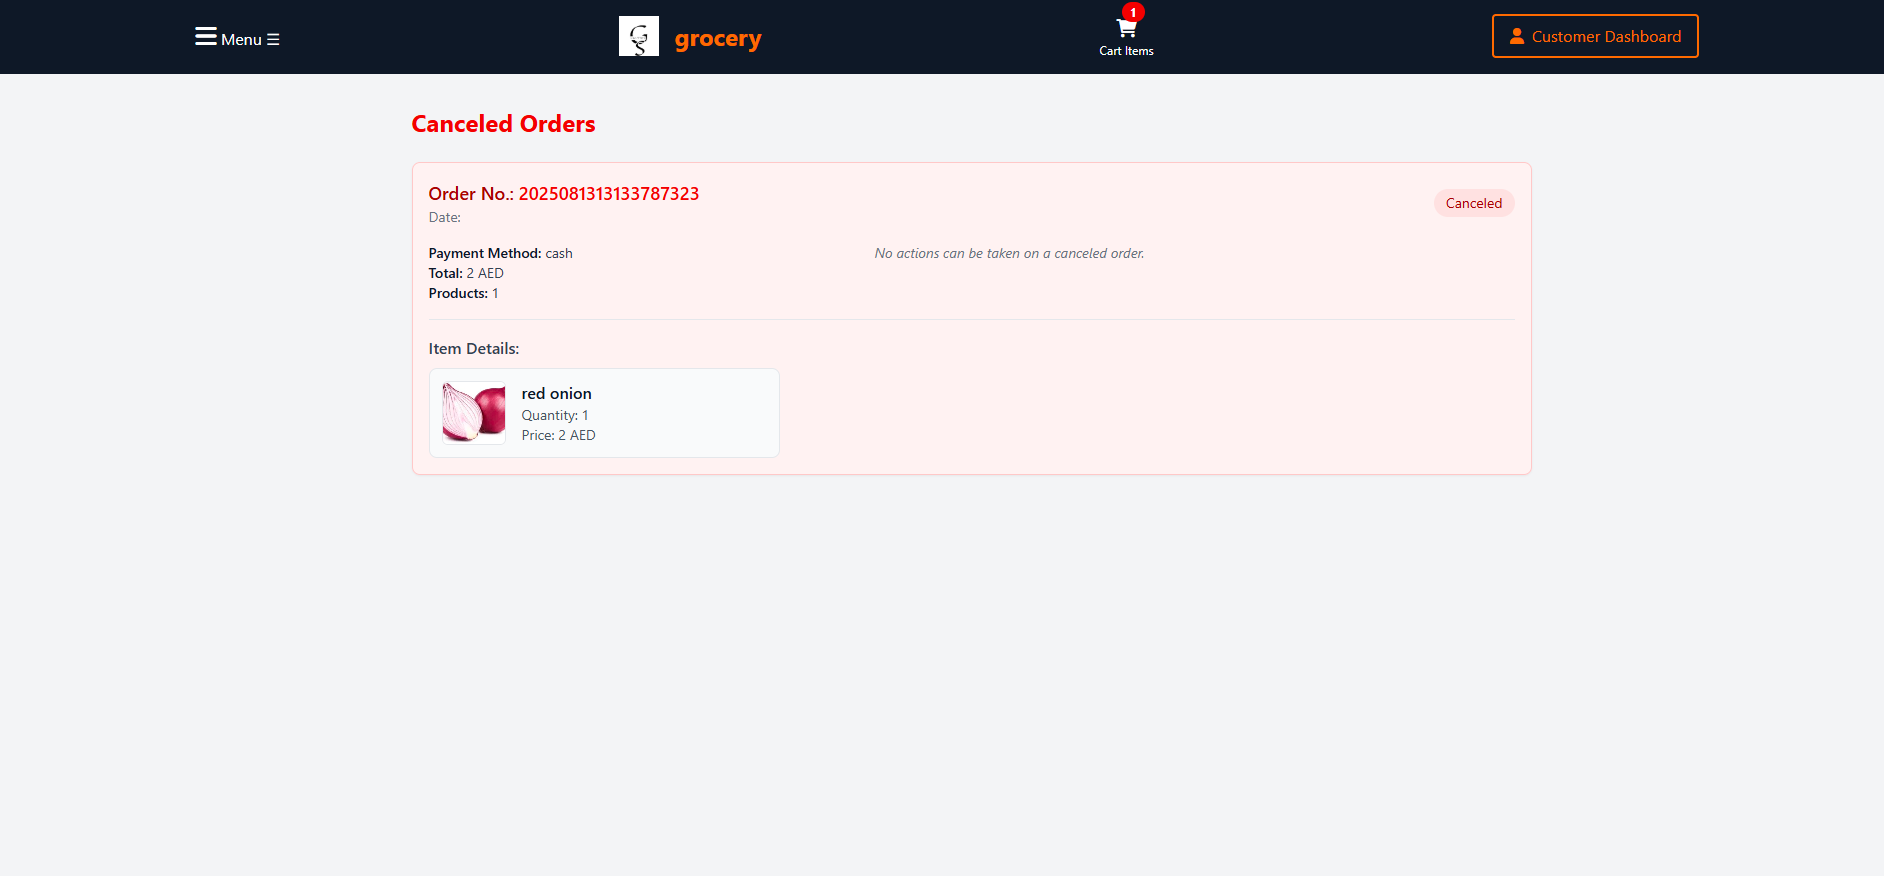 Menu ☰
GS
grocery
1
Cart Items
Customer Dashboard
Canceled Orders
Order No.: 2025081313133787323
Canceled
Date:
Payment Method: cash
No actions can be taken on a canceled order.
Total: 2 AED
Products: 1
Item Details:
red onion
Quantity: 1
Price: 2 AED